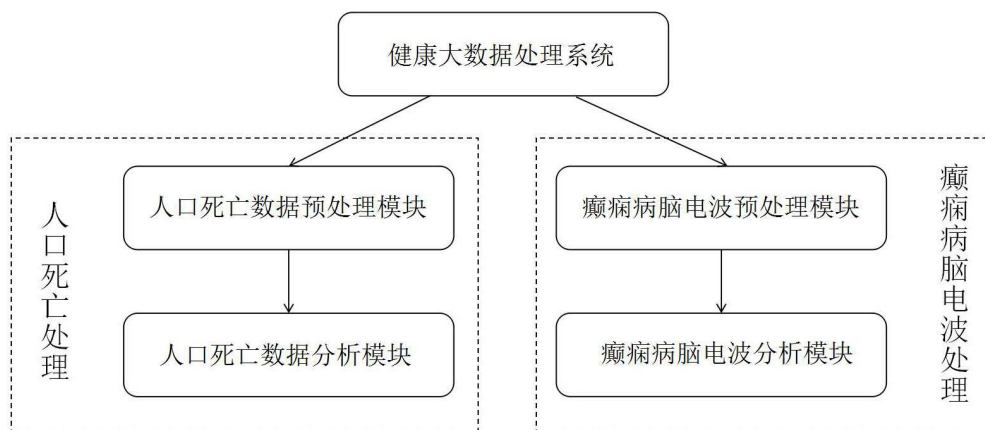 健康大数据处理系统
人口死亡处理
人口死亡数据预处理模块
人口死亡数据分析模块
癫痫病脑电波预处理模块
癫痫病脑电波分析模块
癫痫病脑电波处理